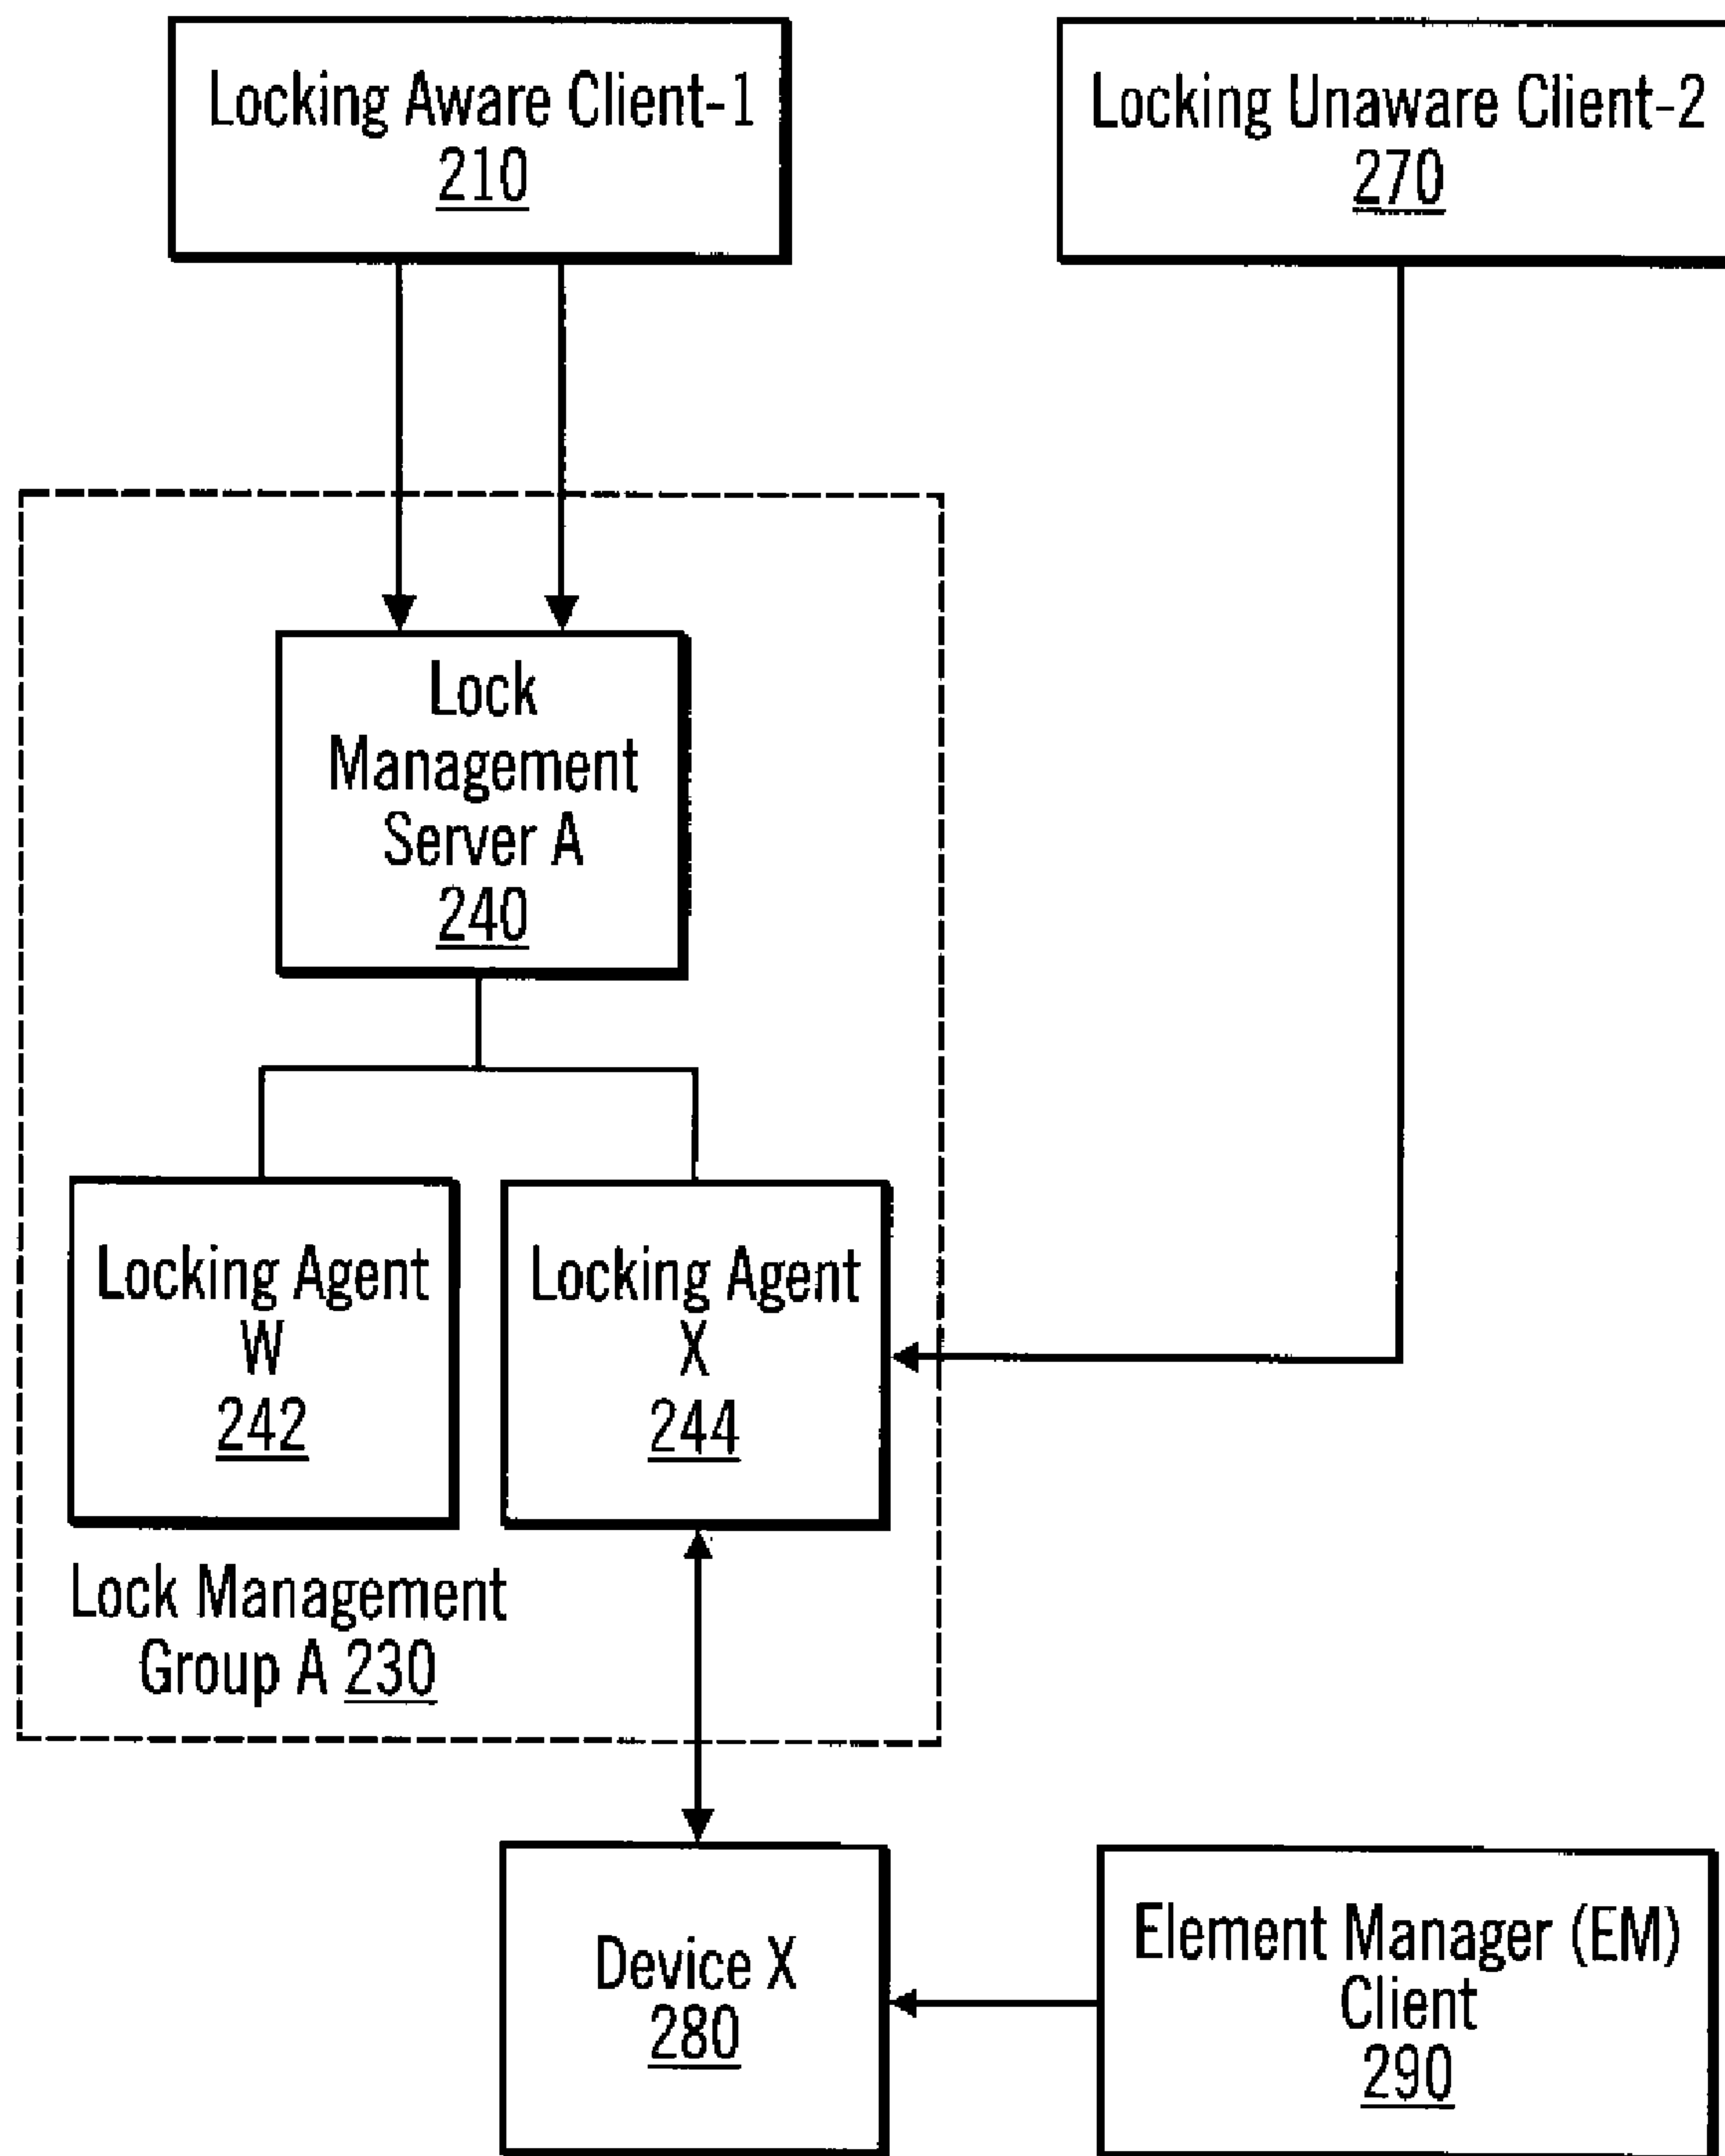 Locking Aware Client-1
210
Locking Unaware Client-2
270
Lock
Management
Server A
240
Locking Agent
W
242
Locking Agent
X
244
Lock Management
Group A 230
Device X
280
Element Manager (EM)
Client
290